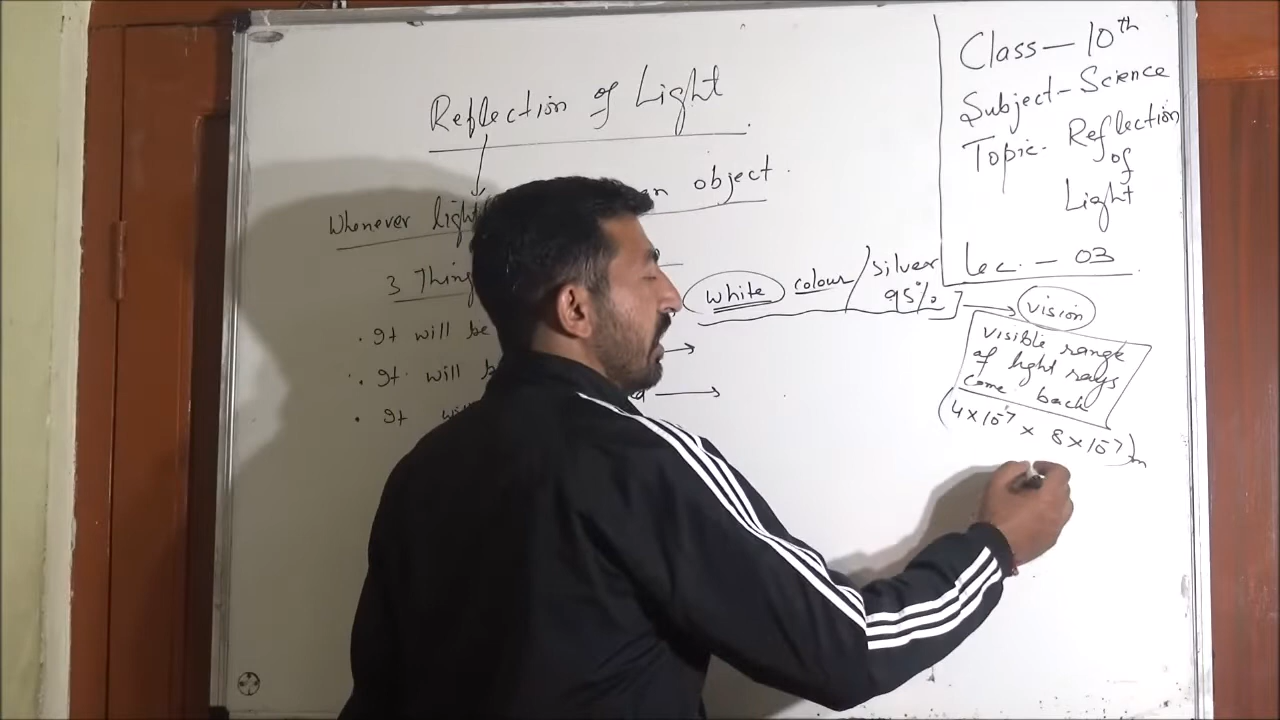 Reflection of Light
Whenever light
an object.
3 Thing
. It will be
. It will b
. It wi
white colour / silver
95%
vision
visible range
of light rays
come back
(4×10⁻⁷ × 8×10⁻⁷)m
Class — 10th
Subject - Science
Topic - Reflection
of
Light
Lec. - 03